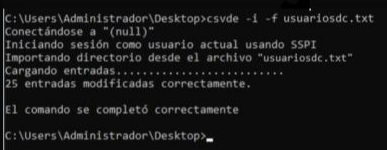 C:\Users\Administrador\Desktop>csvde -i -f usuariosdc.txt
Conectándose a "(null)"
Iniciando sesión como usuario actual usando SSPI
Importando directorio desde el archivo "usuariosdc.txt"
Cargando entradas..........................
25 entradas modificadas correctamente.
El comando se completó correctamente
C:\Users\Administrador\Desktop>_